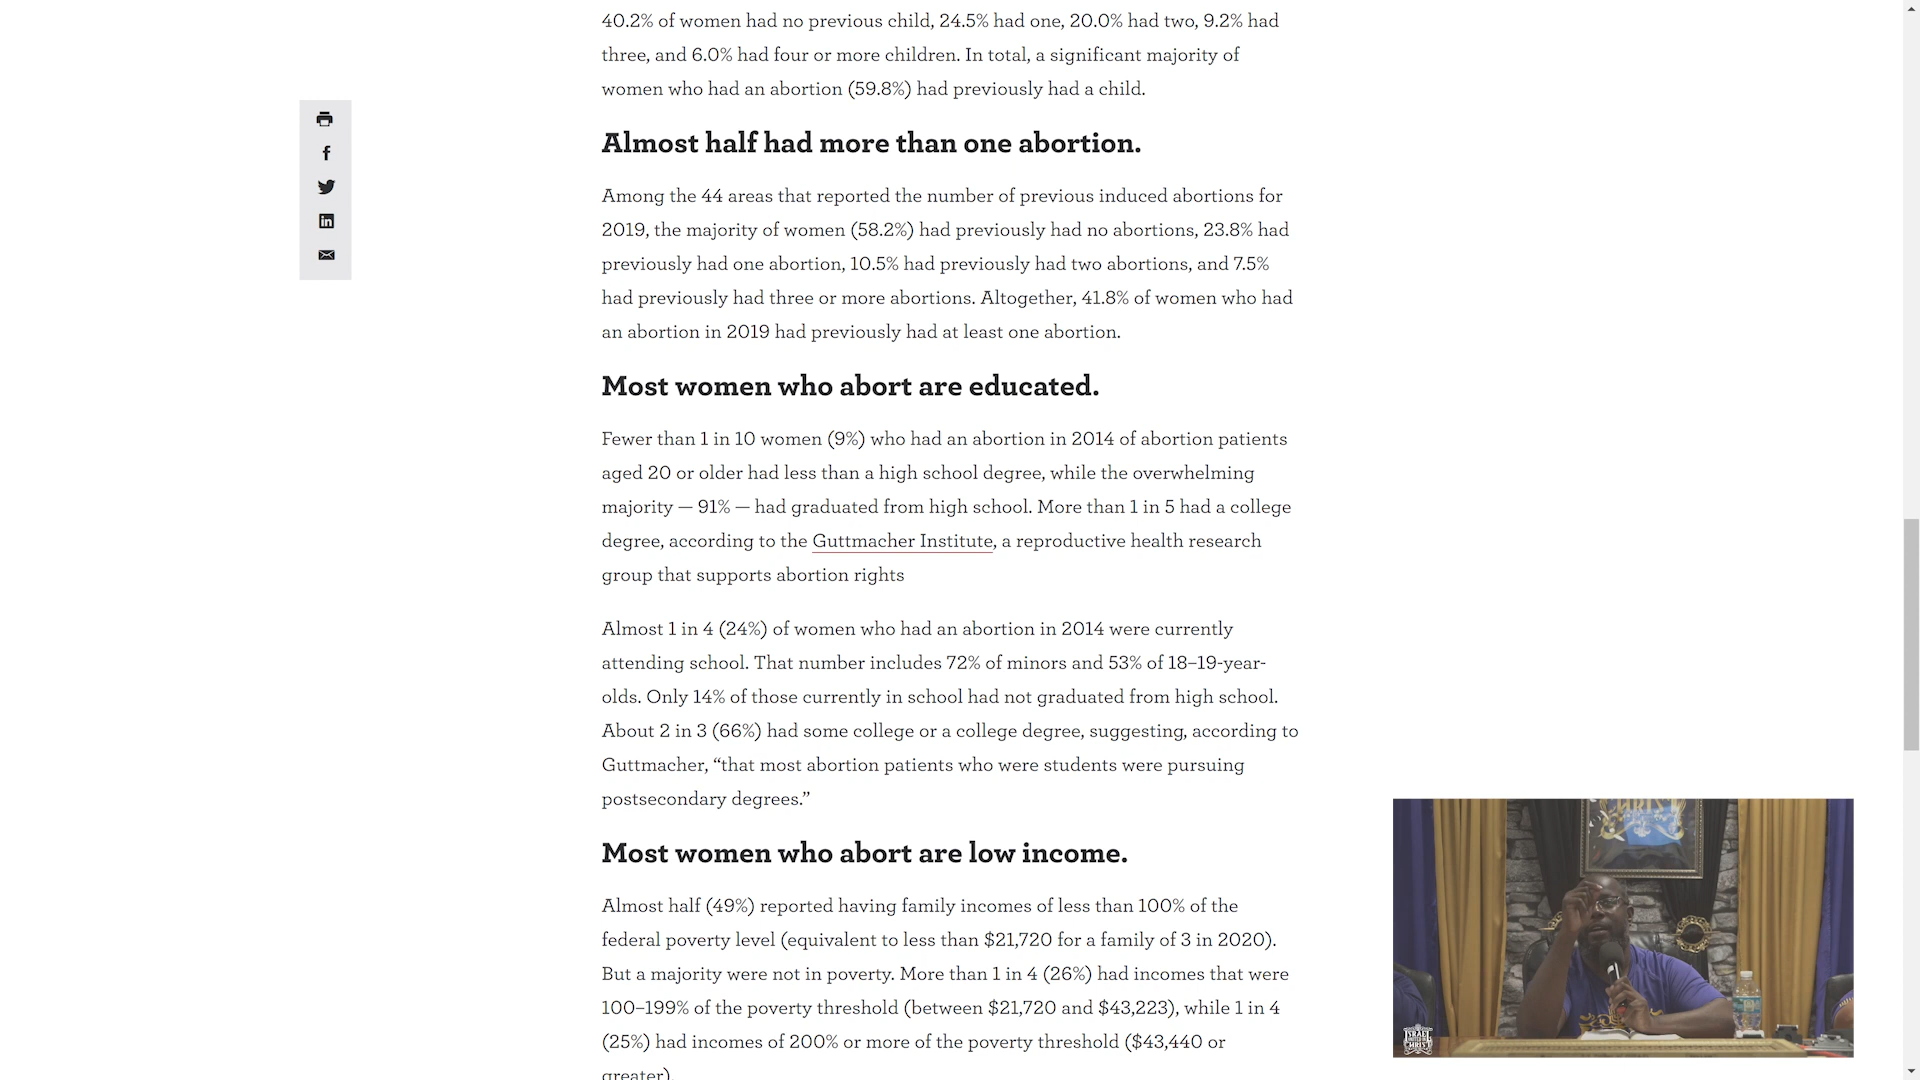 40.2% of women had no previous child, 24.5% had one, 20.0% had two, 9.2% had
three, and 6.0% had four or more children. In total, a significant majority of
women who had an abortion (59.8%) had previously had a child.
Almost half had more than one abortion.
Among the 44 areas that reported the number of previous induced abortions for
2019, the majority of women (58.2%) had previously had no abortions, 23.8% had
previously had one abortion, 10.5% had previously had two abortions, and 7.5%
had previously had three or more abortions. Altogether, 41.8% of women who had
an abortion in 2019 had previously had at least one abortion.
Most women who abort are educated.
Fewer than 1 in 10 women (9%) who had an abortion in 2014 of abortion patients
aged 20 or older had less than a high school degree, while the overwhelming
majority — 91% — had graduated from high school. More than 1 in 5 had a college
degree, according to the Guttmacher Institute, a reproductive health research
group that supports abortion rights
Almost 1 in 4 (24%) of women who had an abortion in 2014 were currently
attending school. That number includes 72% of minors and 53% of 18–19-year-
olds. Only 14% of those currently in school had not graduated from high school.
About 2 in 3 (66%) had some college or a college degree, suggesting, according to
Guttmacher, “that most abortion patients who were students were pursuing
postsecondary degrees.”
Most women who abort are low income.
Almost half (49%) reported having family incomes of less than 100% of the
federal poverty level (equivalent to less than $21,720 for a family of 3 in 2020).
But a majority were not in poverty. More than 1 in 4 (26%) had incomes that were
100–199% of the poverty threshold (between $21,720 and $43,223), while 1 in 4
(25%) had incomes of 200% or more of the poverty threshold ($43,440 or
greater).
CHRIST
ISRAEL
UNITED IN
CHRIST